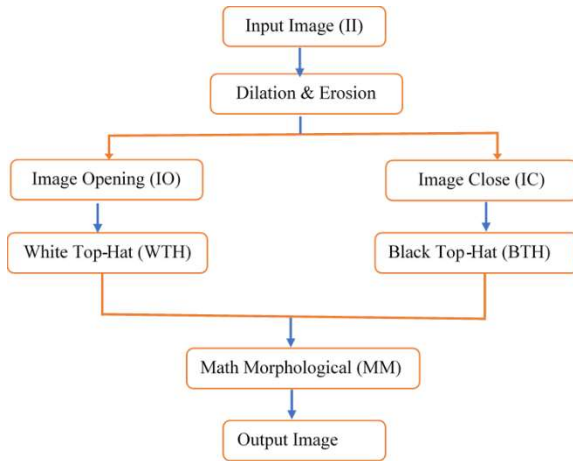 Input Image (II)
Dilation & Erosion
Image Opening (IO)
Image Close (IC)
White Top-Hat (WTH)
Black Top-Hat (BTH)
Math Morphological (MM)
Output Image